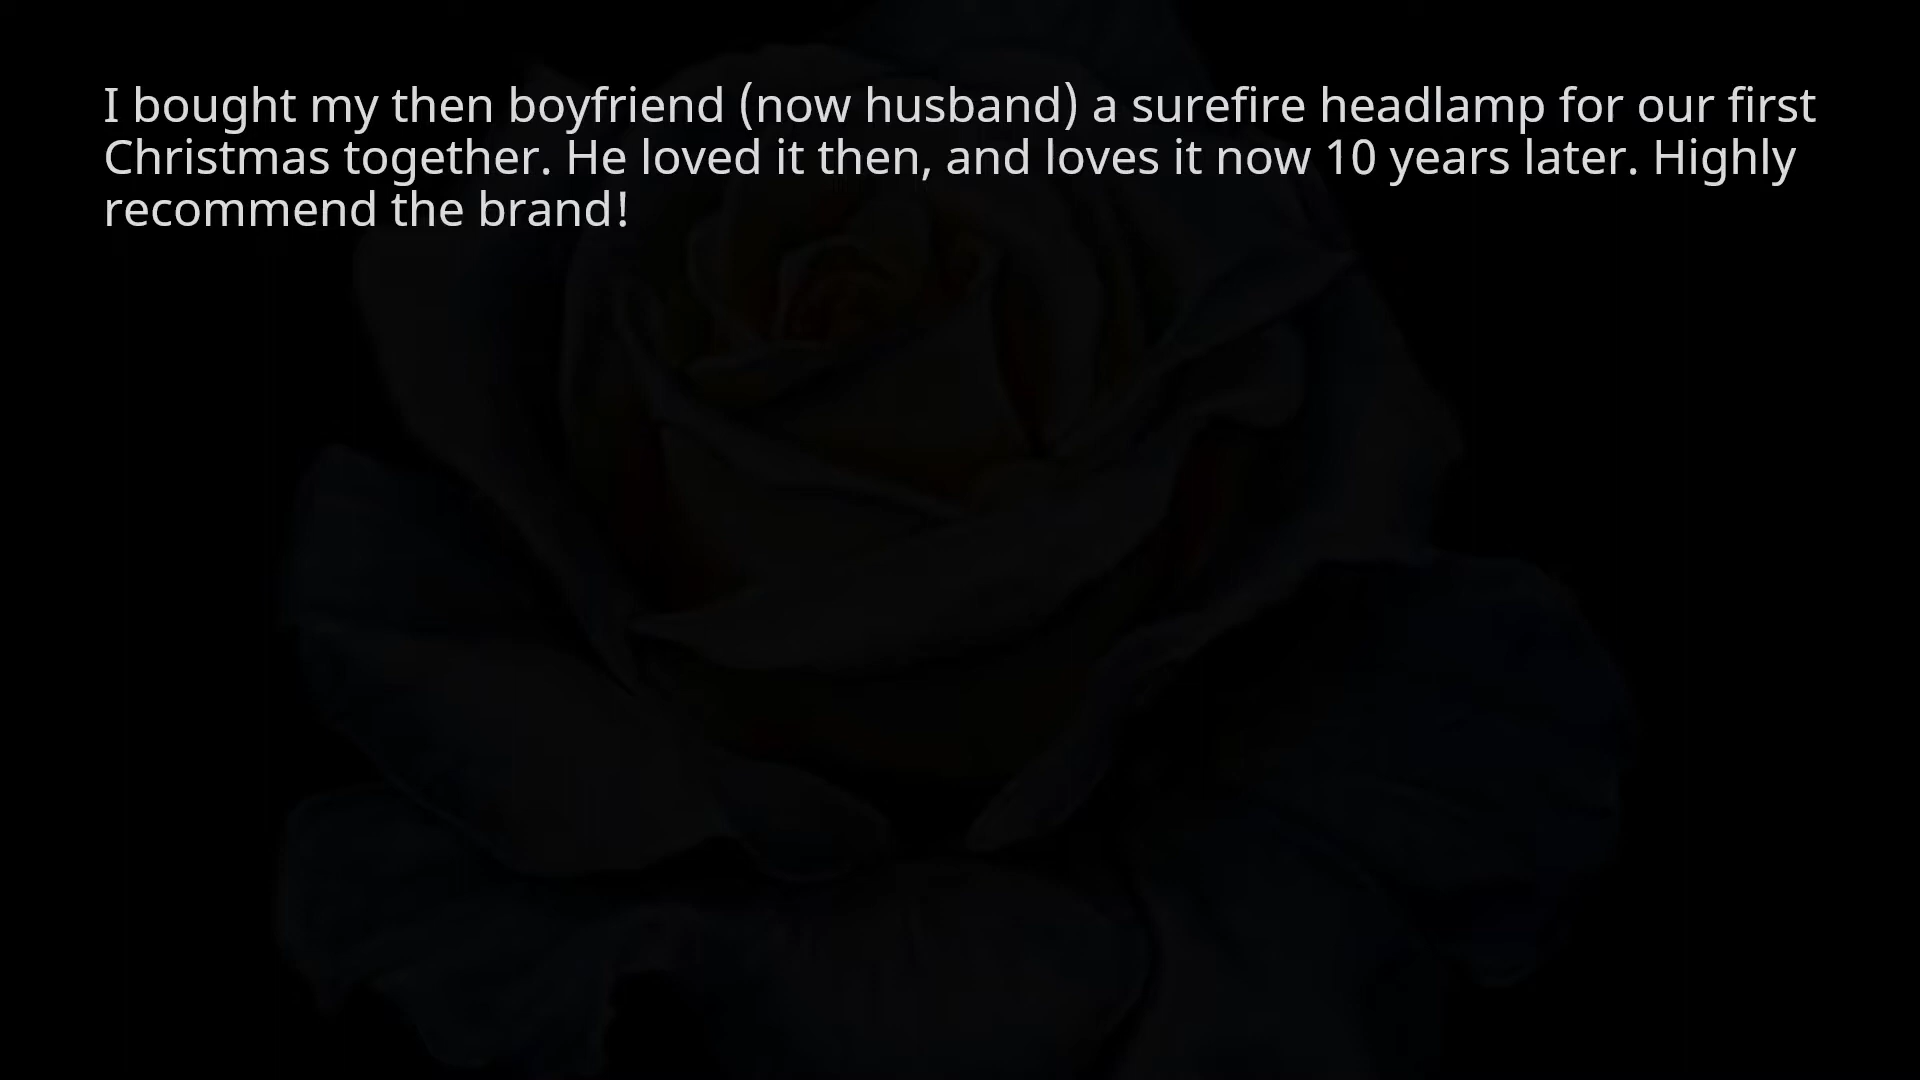 I bought my then boyfriend (now husband) a surefire headlamp for our first
Christmas together. He loved it then, and loves it now 10 years later. Highly
recommend the brand!